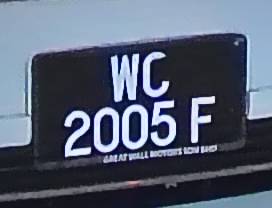 WC
2005 F
GREAT WALL MOTORS SDN BHD